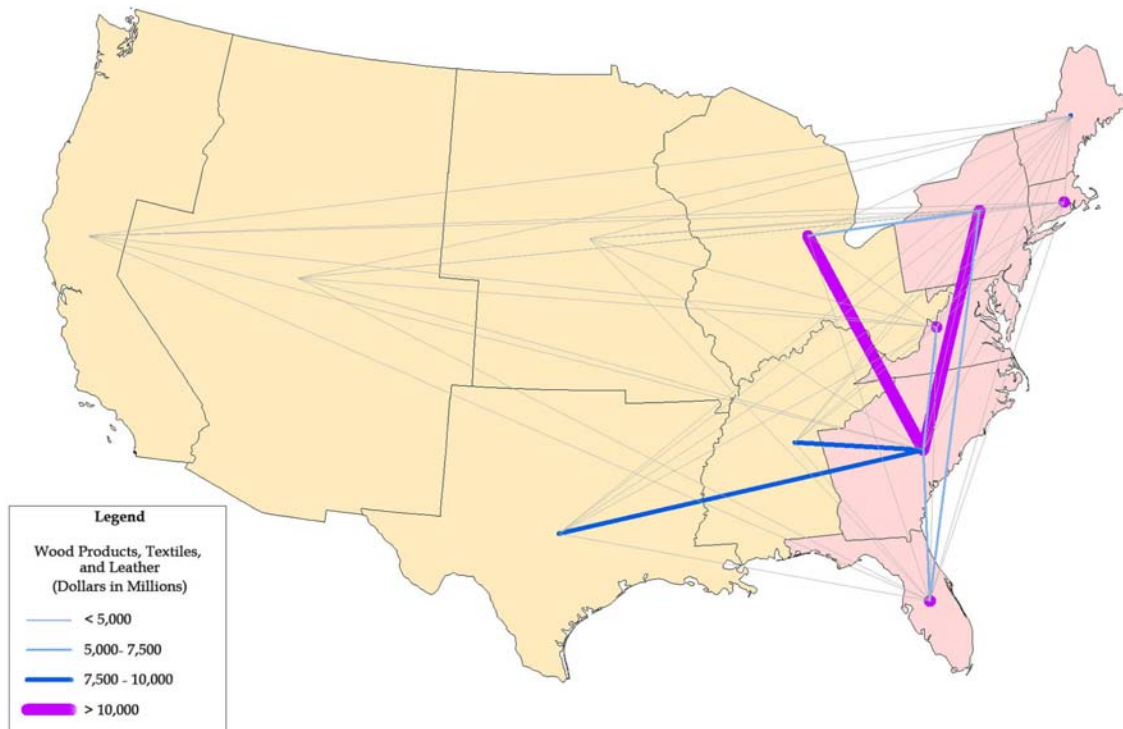 Legend
Wood Products, Textiles,
and Leather
(Dollars in Millions)
< 5,000
5,000- 7,500
7,500 - 10,000
> 10,000